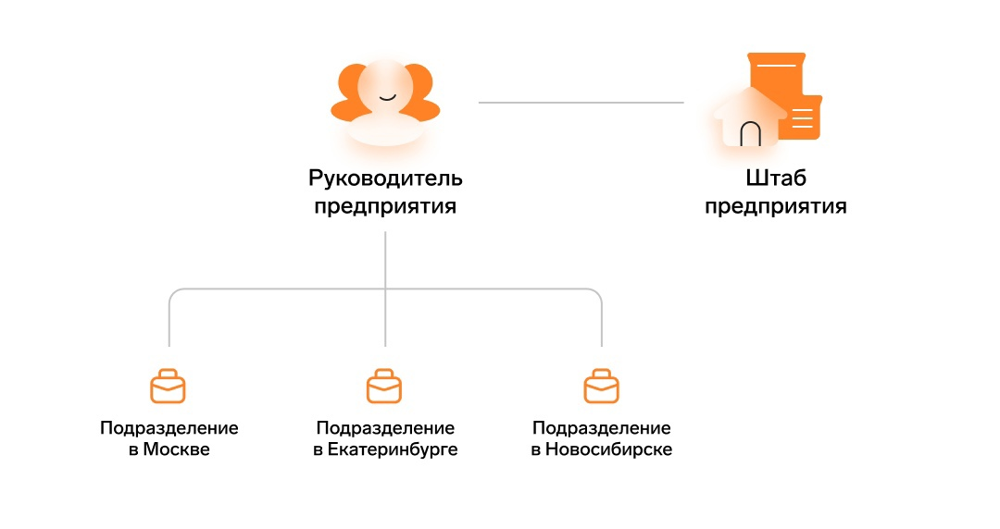 Руководитель
предприятия
Штаб
предприятия
Подразделение
в Москве
Подразделение
в Екатеринбурге
Подразделение
в Новосибирске